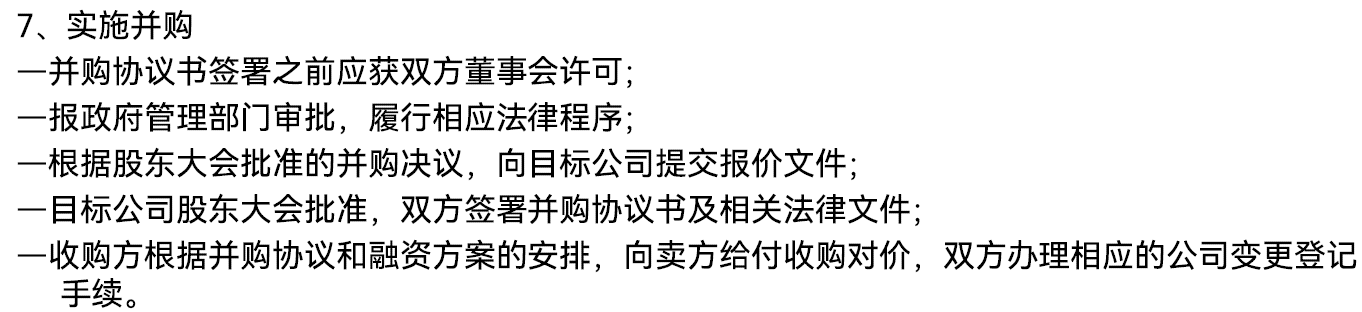 7、实施并购
—并购协议书签署之前应获双方董事会许可;
—报政府管理部门审批，履行相应法律程序;
—根据股东大会批准的并购决议，向目标公司提交报价文件;
—目标公司股东大会批准，双方签署并购协议书及相关法律文件;
—收购方根据并购协议和融资方案的安排，向卖方给付收购对价，双方办理相应的公司变更登记
手续。